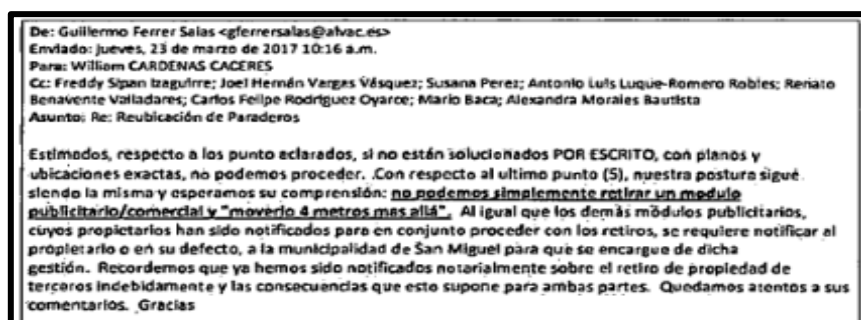 De: Guillermo Ferrer Salas <gferrersalas@alvac.es>
Enviado: jueves, 23 de marzo de 2017 10:16 a.m.
Para: William CARDENAS CACERES
Cc: Freddy Sipan Izaguirre; Joel Hernán Vargas Vásquez; Susana Perez; Antonio Luis Luque-Romero Robles; Renato
Benavente Valladares; Carlos Felipe Rodriguez Oyarce; Mario Baca; Alexandra Morales Bautista
Asunto: Re: Reubicación de Paraderos
Estimados, respecto a los punto aclarados, si no están solucionados POR ESCRITO, con planos y
ubicaciones exactas, no podemos proceder. .Con respecto al ultimo punto (5), nuestra postura sigue
siendo la misma y esperamos su comprensión: no podemos simplemente retirar un modulo
publicitario/comercial y "moverlo 4 metros mas allá". Al igual que los demás módulos publicitarios,
cuyos propietarios han sido notificados para en conjunto proceder con los retiros, se requiere notificar al
propietario o en su defecto, a la municipalidad de San Miguel para que se encargue de dicha
gestión. Recordemos que ya hemos sido notificados notarialmente sobre el retiro de propiedad de
terceros indebidamente y las consecuencias que esto supone para ambas partes. Quedamos atentos a sus
comentarios. Gracias